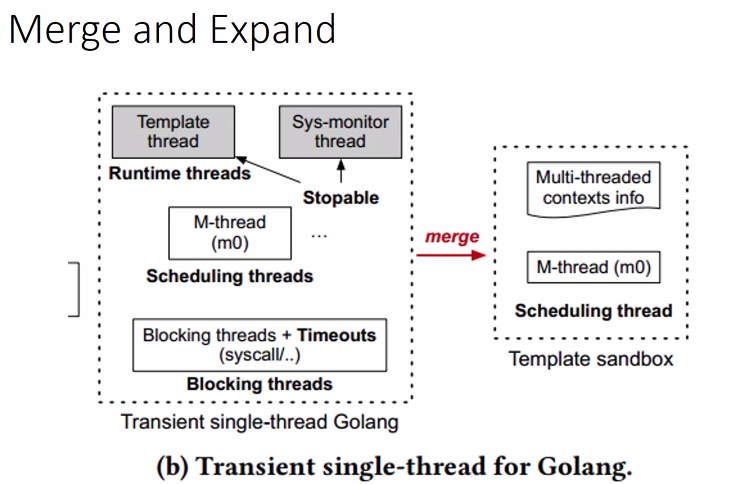 Merge and Expand
Template
thread
Sys-monitor
thread
Runtime threads
Stopable
M-thread
(m0)
...
Scheduling threads
Blocking threads + Timeouts
(syscall/..)
Blocking threads
Transient single-thread Golang
merge
Multi-threaded
contexts info
M-thread (m0)
Scheduling thread
Template sandbox
(b) Transient single-thread for Golang.